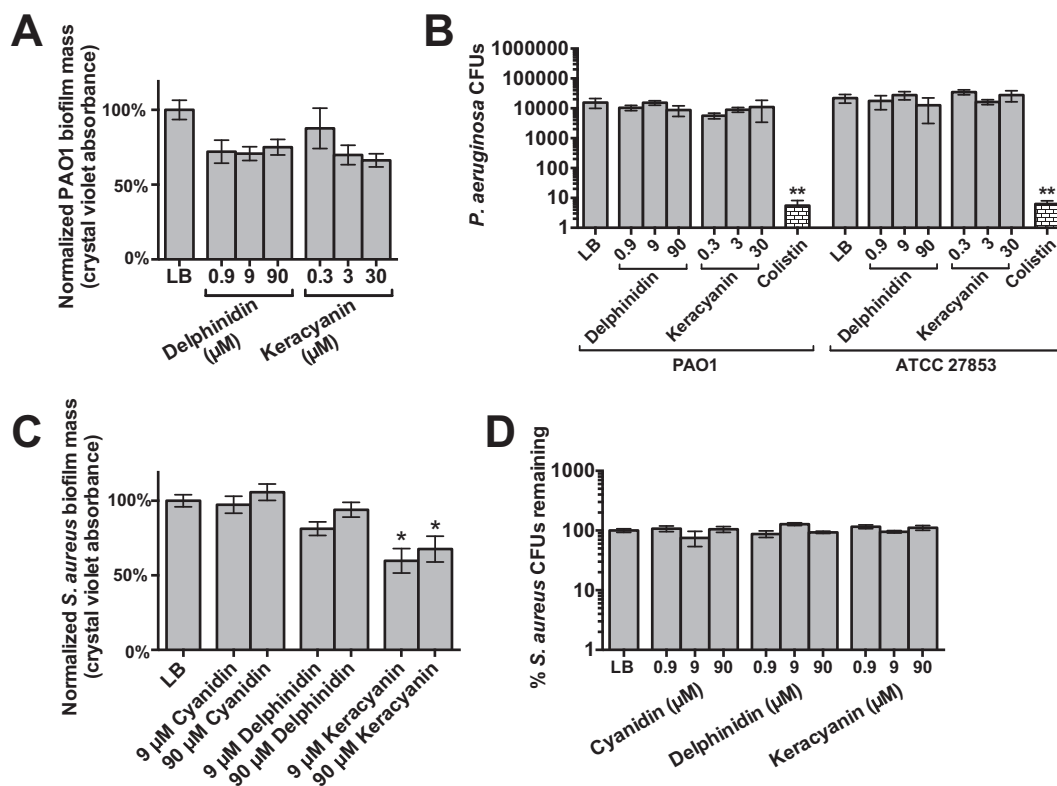 A
Normalized PAO1 biofilm mass
(crystal violet absorbance)
100%
50%
0%
LB
0.9 9 90
0.3 3 30
Delphinidin
(µM)
Keracyanin
(µM)
B
P. aeruginosa CFUs
1000000
100000
10000
1000
100
10
1
** **
LB 0.9 9 90 0.3 3 30 Colistin LB 0.9 9 90 0.3 3 30 Colistin
Delphinidin Keracyanin Delphinidin Keracyanin
PAO1 ATCC 27853
C
Normalized S. aureus biofilm mass
(crystal violet absorbance)
100%
50%
0%
* *
LB
9 µM Cyanidin
90 µM Cyanidin
9 µM Delphinidin
90 µM Delphinidin
9 µM Keracyanin
90 µM Keracyanin
D
% S. aureus CFUs remaining
1000
100
10
1
LB 0.9 9 90 0.9 9 90 0.9 9 90
Cyanidin (µM)
Delphinidin (µM)
Keracyanin (µM)